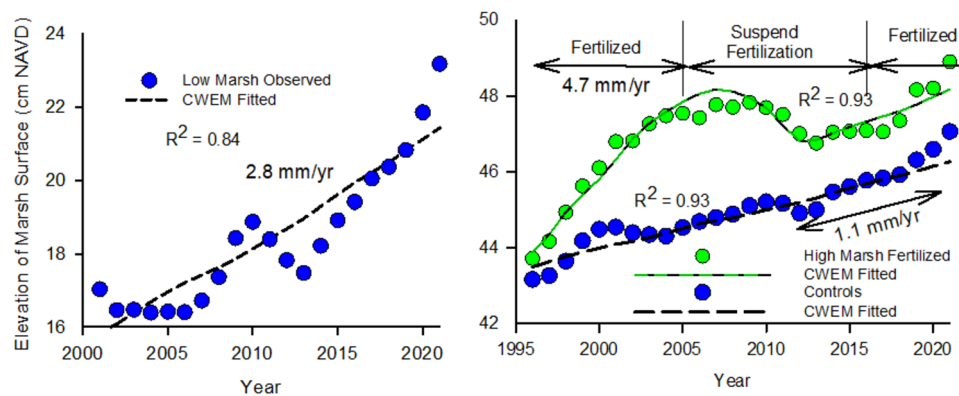 Elevation of Marsh Surface (cm NAVD)
24
22
20
18
16
2000
2005
2010
2015
2020
Year
Low Marsh Observed
CWEM Fitted
R2 = 0.84
2.8 mm/yr
50
48
46
44
42
1995
2000
2005
2010
2015
2020
Year
Fertilized
Suspend
Fertilization
Fertilized
4.7 mm/yr
R2 = 0.93
R2 = 0.93
1.1 mm/yr
High Marsh Fertilized
CWEM Fitted
Controls
CWEM Fitted